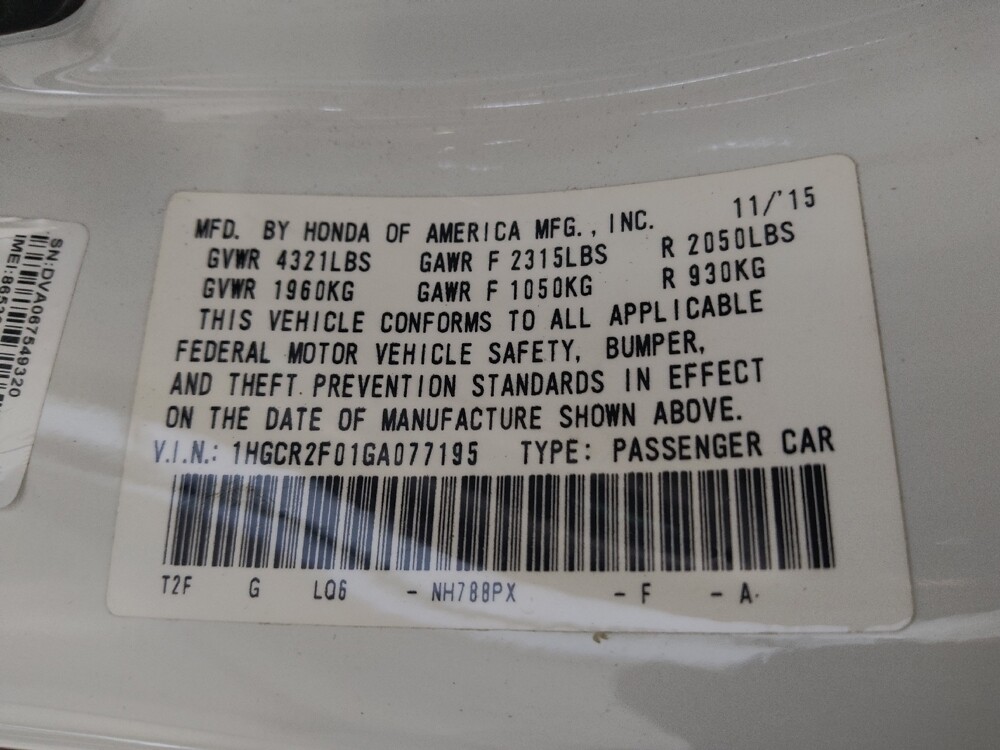 MFD. BY HONDA OF AMERICA MFG., INC. 11/'15
GVWR 4321LBS GAWR F 2315LBS R 2050LBS
GVWR 1960KG GAWR F 1050KG R 930KG
THIS VEHICLE CONFORMS TO ALL APPLICABLE
FEDERAL MOTOR VEHICLE SAFETY, BUMPER,
AND THEFT PREVENTION STANDARDS IN EFFECT
ON THE DATE OF MANUFACTURE SHOWN ABOVE.
V.I.N.: 1HGCR2F01GA077195 TYPE: PASSENGER CAR
T2F G LQ6 - NH788PX - F - A
SN:DVA067549320